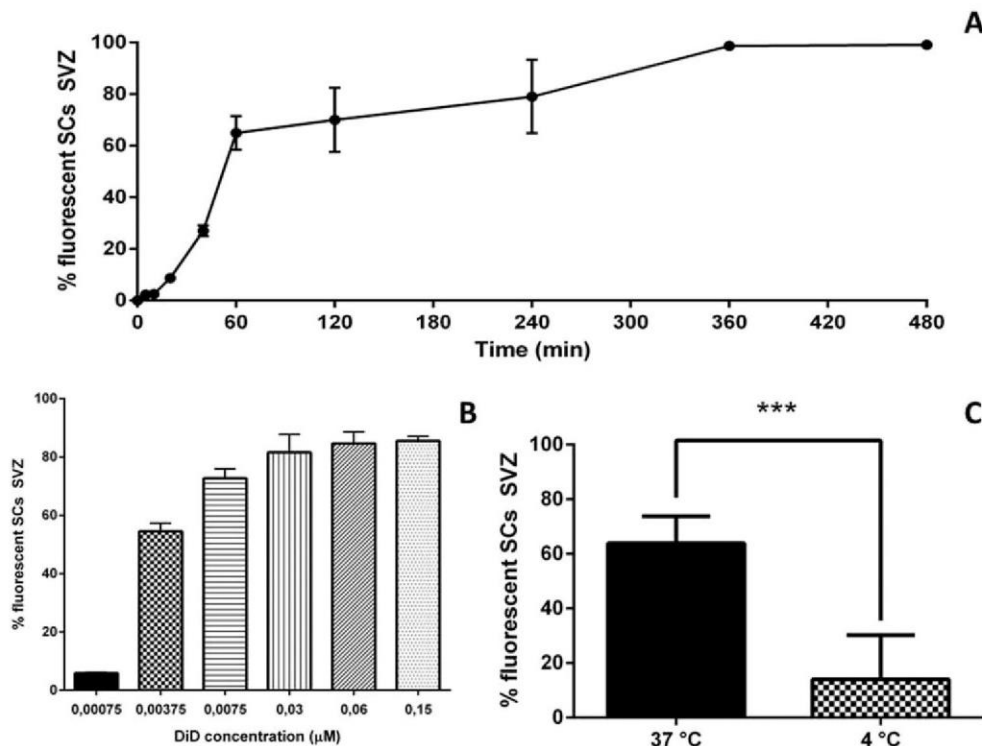 A
% fluorescent SCs SVZ
100
80
60
40
20
0
0 60 120 180 240 300 360 420 480
Time (min)
B
% fluorescent SCs SVZ
100
80
60
40
20
0
0,00075 0,00375 0,0075 0,03 0,06 0,15
DiD concentration (µM)
C
***
% fluorescent SCs SVZ
100
80
60
40
20
0
37 °C 4 °C